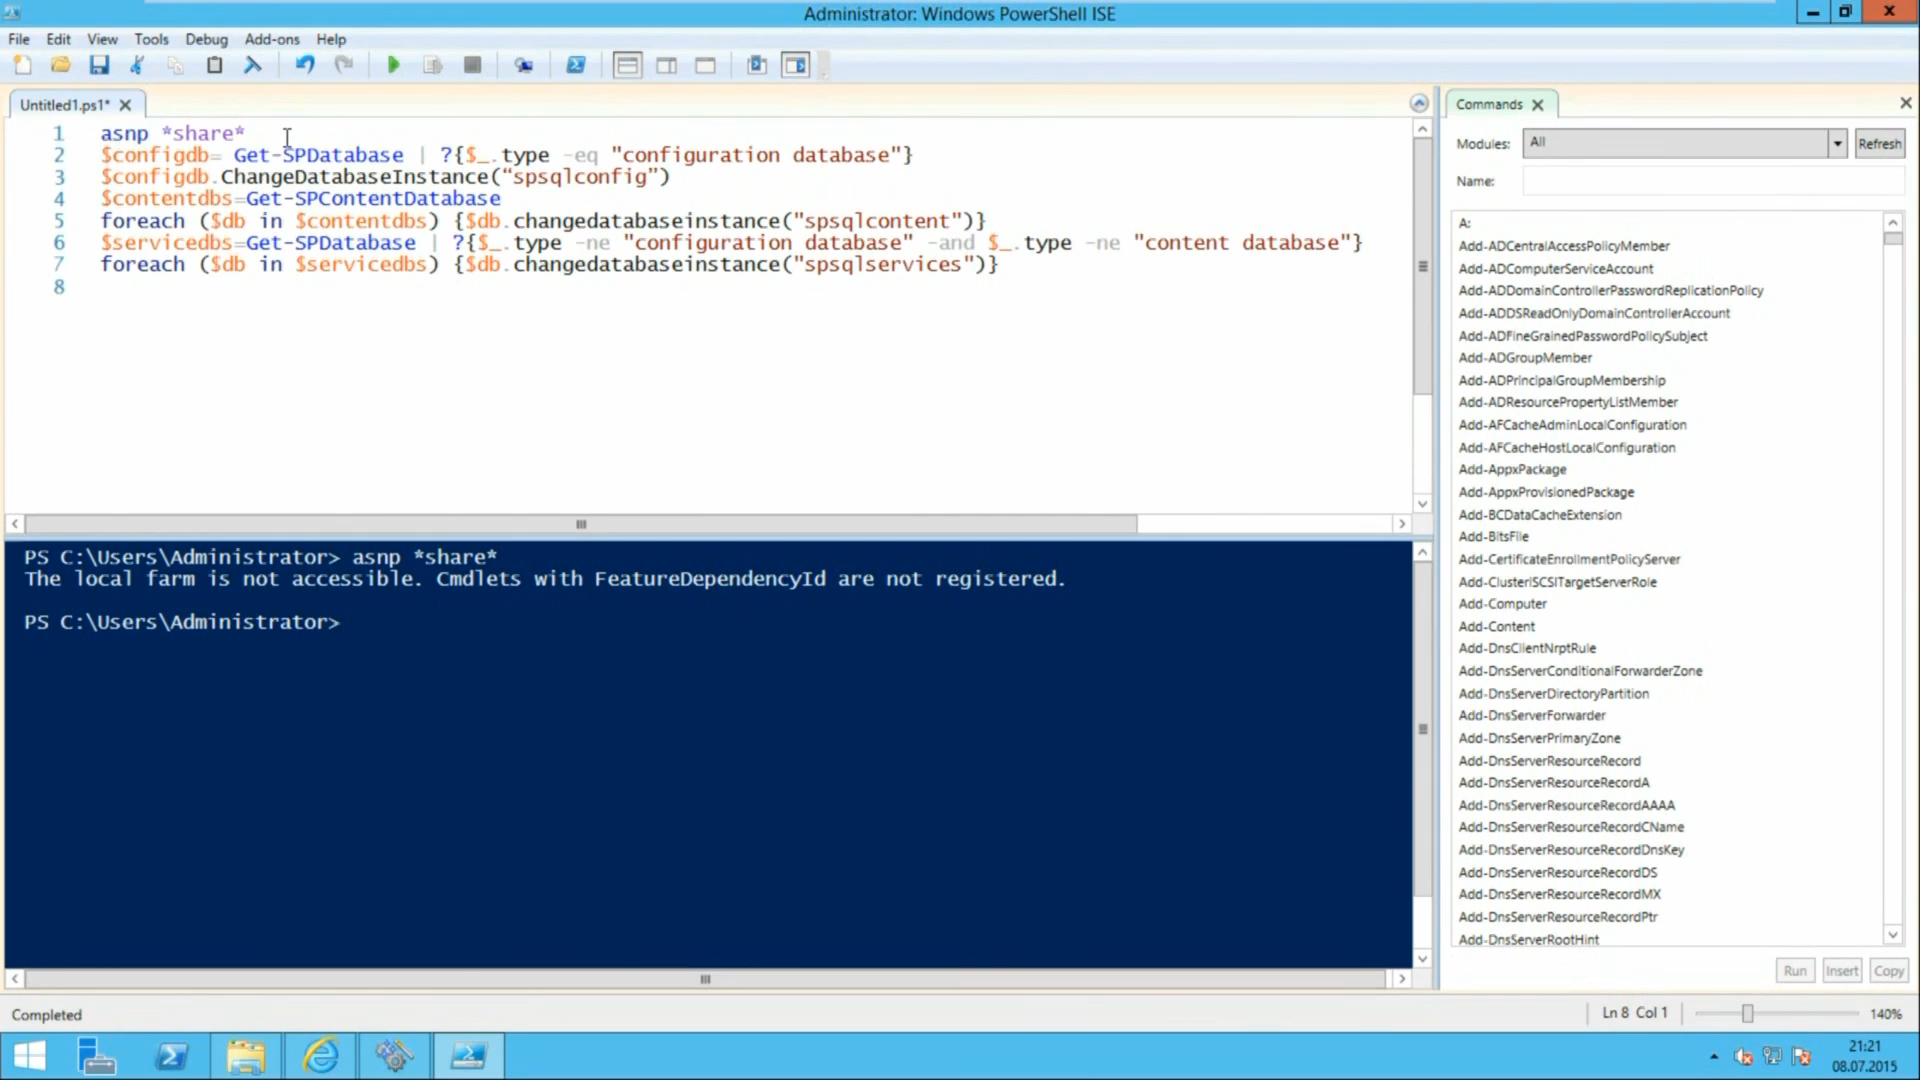 Administrator: Windows PowerShell ISE
File Edit View Tools Debug Add-ons Help
Untitled1.ps1*
1 asnp *share*
2 $configdb= Get-SPDatabase | ?{$_.type -eq "configuration database"}
3 $configdb.ChangeDatabaseInstance("spsqlconfig")
4 $contentdbs=Get-SPContentDatabase
5 foreach ($db in $contentdbs) {$db.changedatabaseinstance("spsqlcontent")}
6 $servicedbs=Get-SPDatabase | ?{$_.type -ne "configuration database" -and $_.type -ne "content database"}
7 foreach ($db in $servicedbs) {$db.changedatabaseinstance("spsqlservices")}
8
PS C:\Users\Administrator> asnp *share*
The local farm is not accessible. Cmdlets with FeatureDependencyId are not registered.
PS C:\Users\Administrator>
Commands
Modules: All Refresh
Name:
A:
Add-ADCentralAccessPolicyMember
Add-ADComputerServiceAccount
Add-ADDomainControllerPasswordReplicationPolicy
Add-ADDSReadOnlyDomainControllerAccount
Add-ADFineGrainedPasswordPolicySubject
Add-ADGroupMember
Add-ADPrincipalGroupMembership
Add-ADResourcePropertyListMember
Add-AFCacheAdminLocalConfiguration
Add-AFCacheHostLocalConfiguration
Add-AppxPackage
Add-AppxProvisionedPackage
Add-BCDataCacheExtension
Add-BitsFile
Add-CertificateEnrollmentPolicyServer
Add-ClusteriSCSITargetServerRole
Add-Computer
Add-Content
Add-DnsClientNrptRule
Add-DnsServerConditionalForwarderZone
Add-DnsServerDirectoryPartition
Add-DnsServerForwarder
Add-DnsServerPrimaryZone
Add-DnsServerResourceRecord
Add-DnsServerResourceRecordA
Add-DnsServerResourceRecordAAAA
Add-DnsServerResourceRecordCName
Add-DnsServerResourceRecordDnsKey
Add-DnsServerResourceRecordDS
Add-DnsServerResourceRecordMX
Add-DnsServerResourceRecordPtr
Add-DnsServerRootHint
Run Insert Copy
Completed
Ln 8 Col 1
140%
21:21
08.07.2015